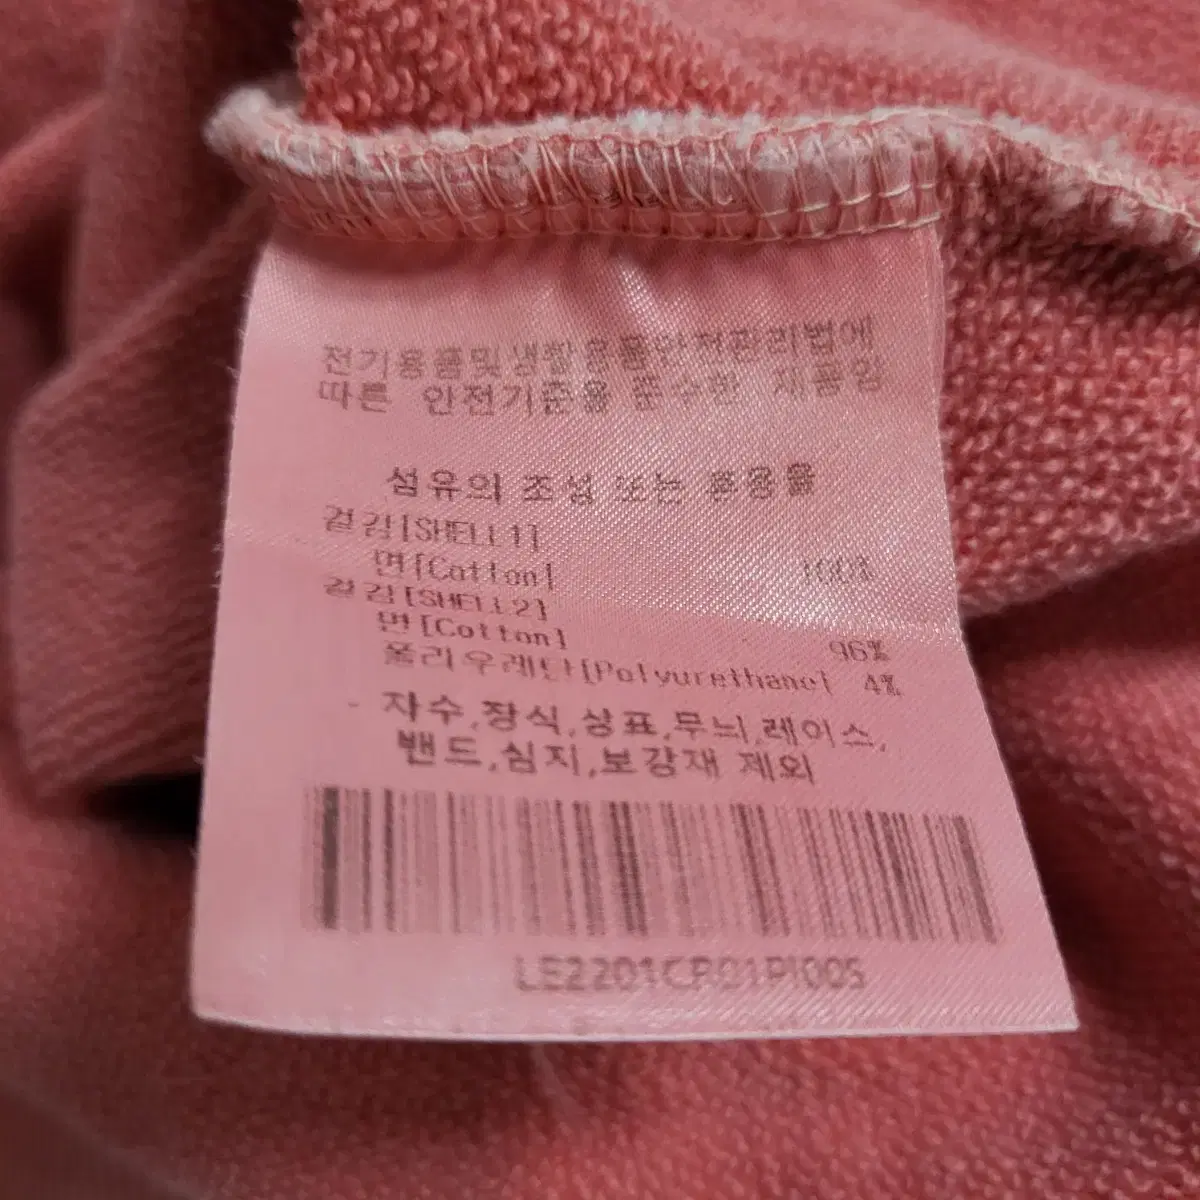 전기용품및생활용품안전관리법에
따른 안전기준을 준수한 제품임
섬유의 조성 또는 혼용율
겉감[SHELL1]
면[Cotton] 100%
겉감[SHELL2]
면[Cotton] 96%
폴리우레탄[Polyurethane] 4%
자수,장식,상표,무늬,레이스,
밴드,심지,보강재 제외